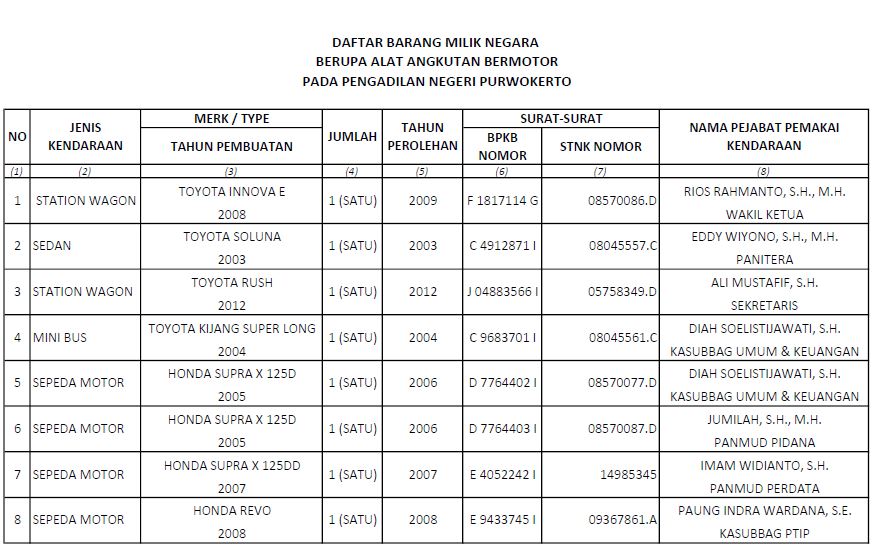 DAFTAR BARANG MILIK NEGARA
BERUPA ALAT ANGKUTAN BERMOTOR
PADA PENGADILAN NEGERI PURWOKERTO
NO JENIS KENDARAAN MERK / TYPE TAHUN PEMBUATAN JUMLAH TAHUN PEROLEHAN SURAT-SURAT BPKB NOMOR STNK NOMOR NAMA PEJABAT PEMAKAI KENDARAAN
(1) (2) (3) (4) (5) (6) (7) (8)
1 STATION WAGON TOYOTA INNOVA E 2008 1 (SATU) 2009 F 1817114 G 08570086.D RIOS RAHMANTO, S.H., M.H. WAKIL KETUA
2 SEDAN TOYOTA SOLUNA 2003 1 (SATU) 2003 C 4912871 I 08045557.C EDDY WIYONO, S.H., M.H. PANITERA
3 STATION WAGON TOYOTA RUSH 2012 1 (SATU) 2012 J 04883566 I 05758349.D ALI MUSTAFIF, S.H. SEKRETARIS
4 MINI BUS TOYOTA KIJANG SUPER LONG 2004 1 (SATU) 2004 C 9683701 I 08045561.C DIAH SOELISTIJAWATI, S.H. KASUBBAG UMUM & KEUANGAN
5 SEPEDA MOTOR HONDA SUPRA X 125D 2005 1 (SATU) 2006 D 7764402 I 08570077.D DIAH SOELISTIJAWATI, S.H. KASUBBAG UMUM & KEUANGAN
6 SEPEDA MOTOR HONDA SUPRA X 125D 2005 1 (SATU) 2006 D 7764403 I 08570087.D JUMILAH, S.H., M.H. PANMUD PIDANA
7 SEPEDA MOTOR HONDA SUPRA X 125DD 2007 1 (SATU) 2007 E 4052242 I 14985345 IMAM WIDIANTO, S.H. PANMUD PERDATA
8 SEPEDA MOTOR HONDA REVO 2008 1 (SATU) 2008 E 9433745 I 09367861.A PAUNG INDRA WARDANA, S.E. KASUBBAG PTIP